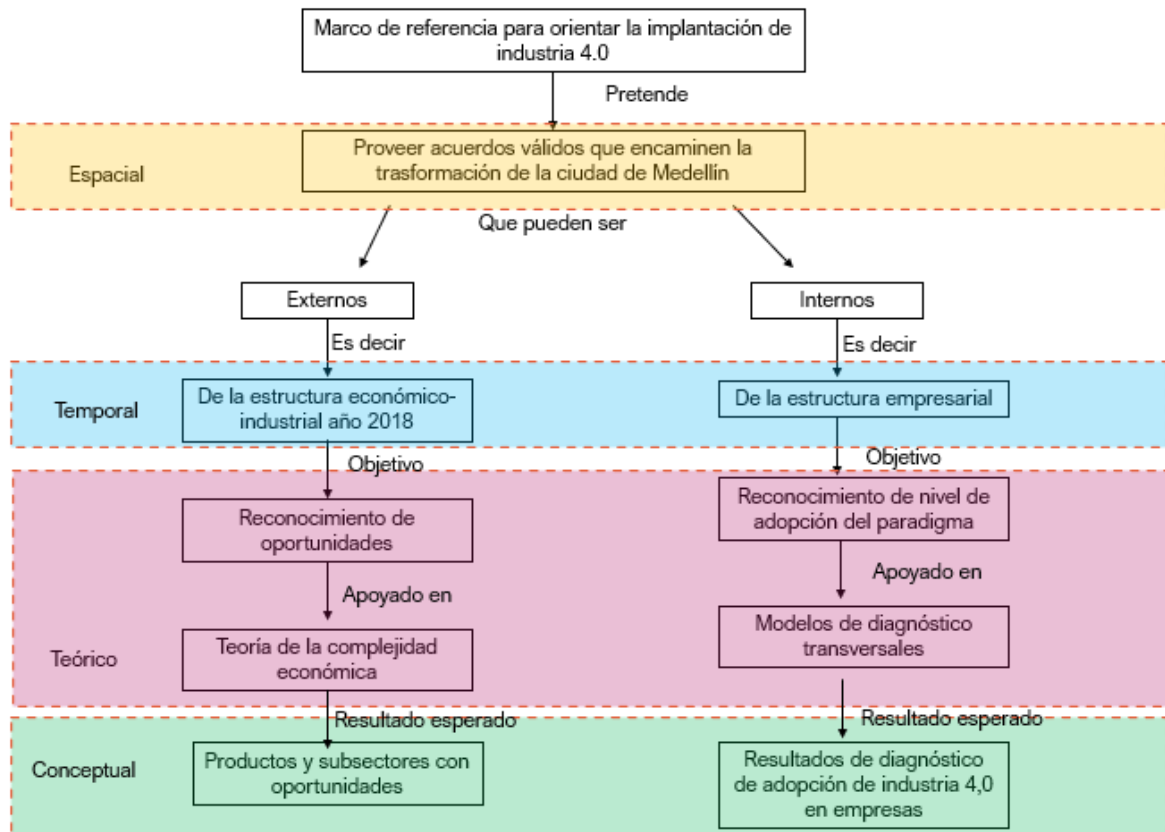 Marco de referencia para orientar la implantación de
industria 4.0
Pretende
Espacial
Proveer acuerdos válidos que encaminen la
trasformación de la ciudad de Medellín
Que pueden ser
Externos
Internos
Es decir
Es decir
Temporal
De la estructura económico-
industrial año 2018
De la estructura empresarial
Objetivo
Objetivo
Reconocimiento de
oportunidades
Reconocimiento de nivel de
adopción del paradigma
Apoyado en
Apoyado en
Teórico
Teoría de la complejidad
económica
Modelos de diagnóstico
transversales
Resultado esperado
Resultado esperado
Conceptual
Productos y subsectores con
oportunidades
Resultados de diagnóstico
de adopción de industria 4,0
en empresas